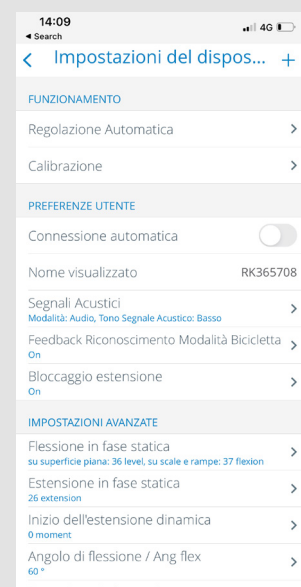 14:09
4G
Search
Impostazioni del dispos...
FUNZIONAMENTO
Regolazione Automatica
Calibrazione
PREFERENZE UTENTE
Connessione automatica
Nome visualizzato RK365708
Segnali Acustici
Modalità: Audio, Tono Segnale Acustico: Basso
Feedback Riconoscimento Modalità Bicicletta
On
Bloccaggio estensione
On
IMPOSTAZIONI AVANZATE
Flessione in fase statica
su superficie piana: 36 level, su scale e rampe: 37 flexion
Estensione in fase statica
26 extension
Inizio dell'estensione dinamica
0 moment
Angolo di flessione / Ang flex
60 °